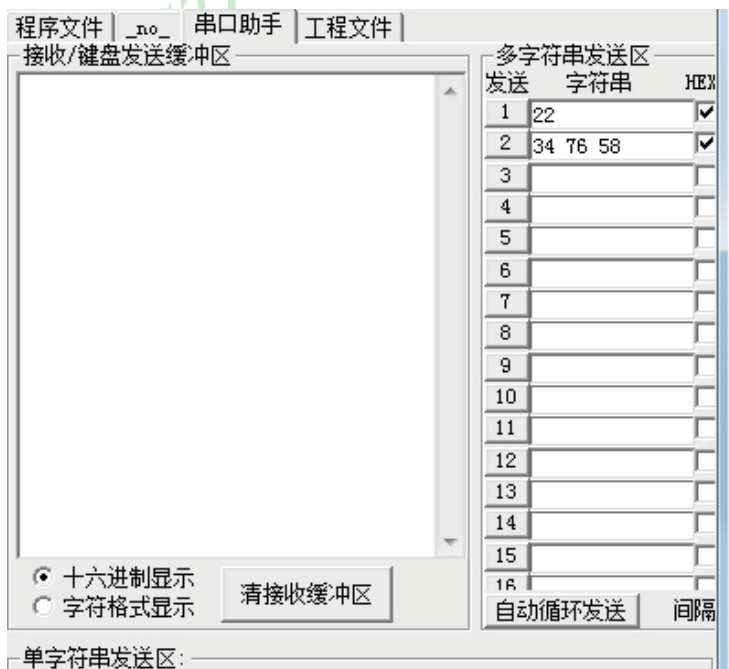 程序文件 _no_ 串口助手 工程文件
接收/键盘发送缓冲区
多字符串发送区
发送 字符串 HEX
1 22
2 34 76 58
3
4
5
6
7
8
9
10
11
12
13
14
15
16
十六进制显示
字符格式显示
清接收缓冲区
自动循环发送 间隔
单字符串发送区: